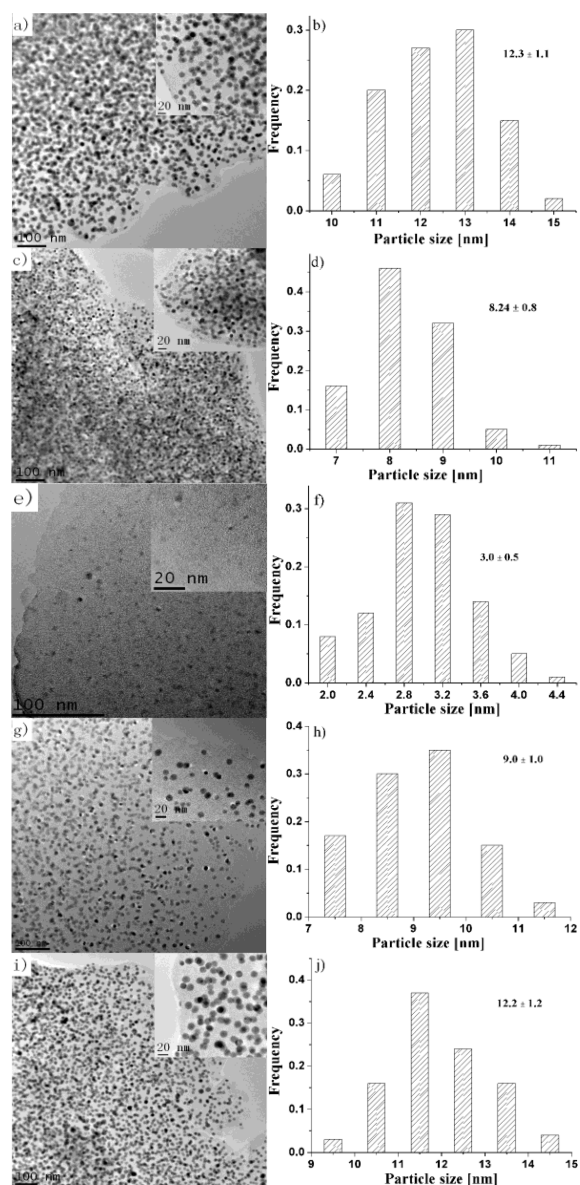 a)
20 nm
100 nm
b)
12.3 ± 1.1
Frequency
0.3
0.2
0.1
0.0
10 11 12 13 14 15
Particle size [nm]
c)
20 nm
100 nm
d)
8.24 ± 0.8
Frequency
0.4
0.2
0.0
7 8 9 10 11
Particle size [nm]
e)
20 nm
100 nm
f)
3.0 ± 0.5
Frequency
0.3
0.2
0.1
0.0
2.0 2.4 2.8 3.2 3.6 4.0 4.4
Particle size [nm]
g)
20 nm
100 nm
h)
9.0 ± 1.0
Frequency
0.4
0.3
0.2
0.1
0.0
7 8 9 10 11 12
Particle size [nm]
i)
20 nm
100 nm
j)
12.2 ± 1.2
Frequency
0.4
0.2
0.0
9 10 11 12 13 14 15
Particle size [nm]